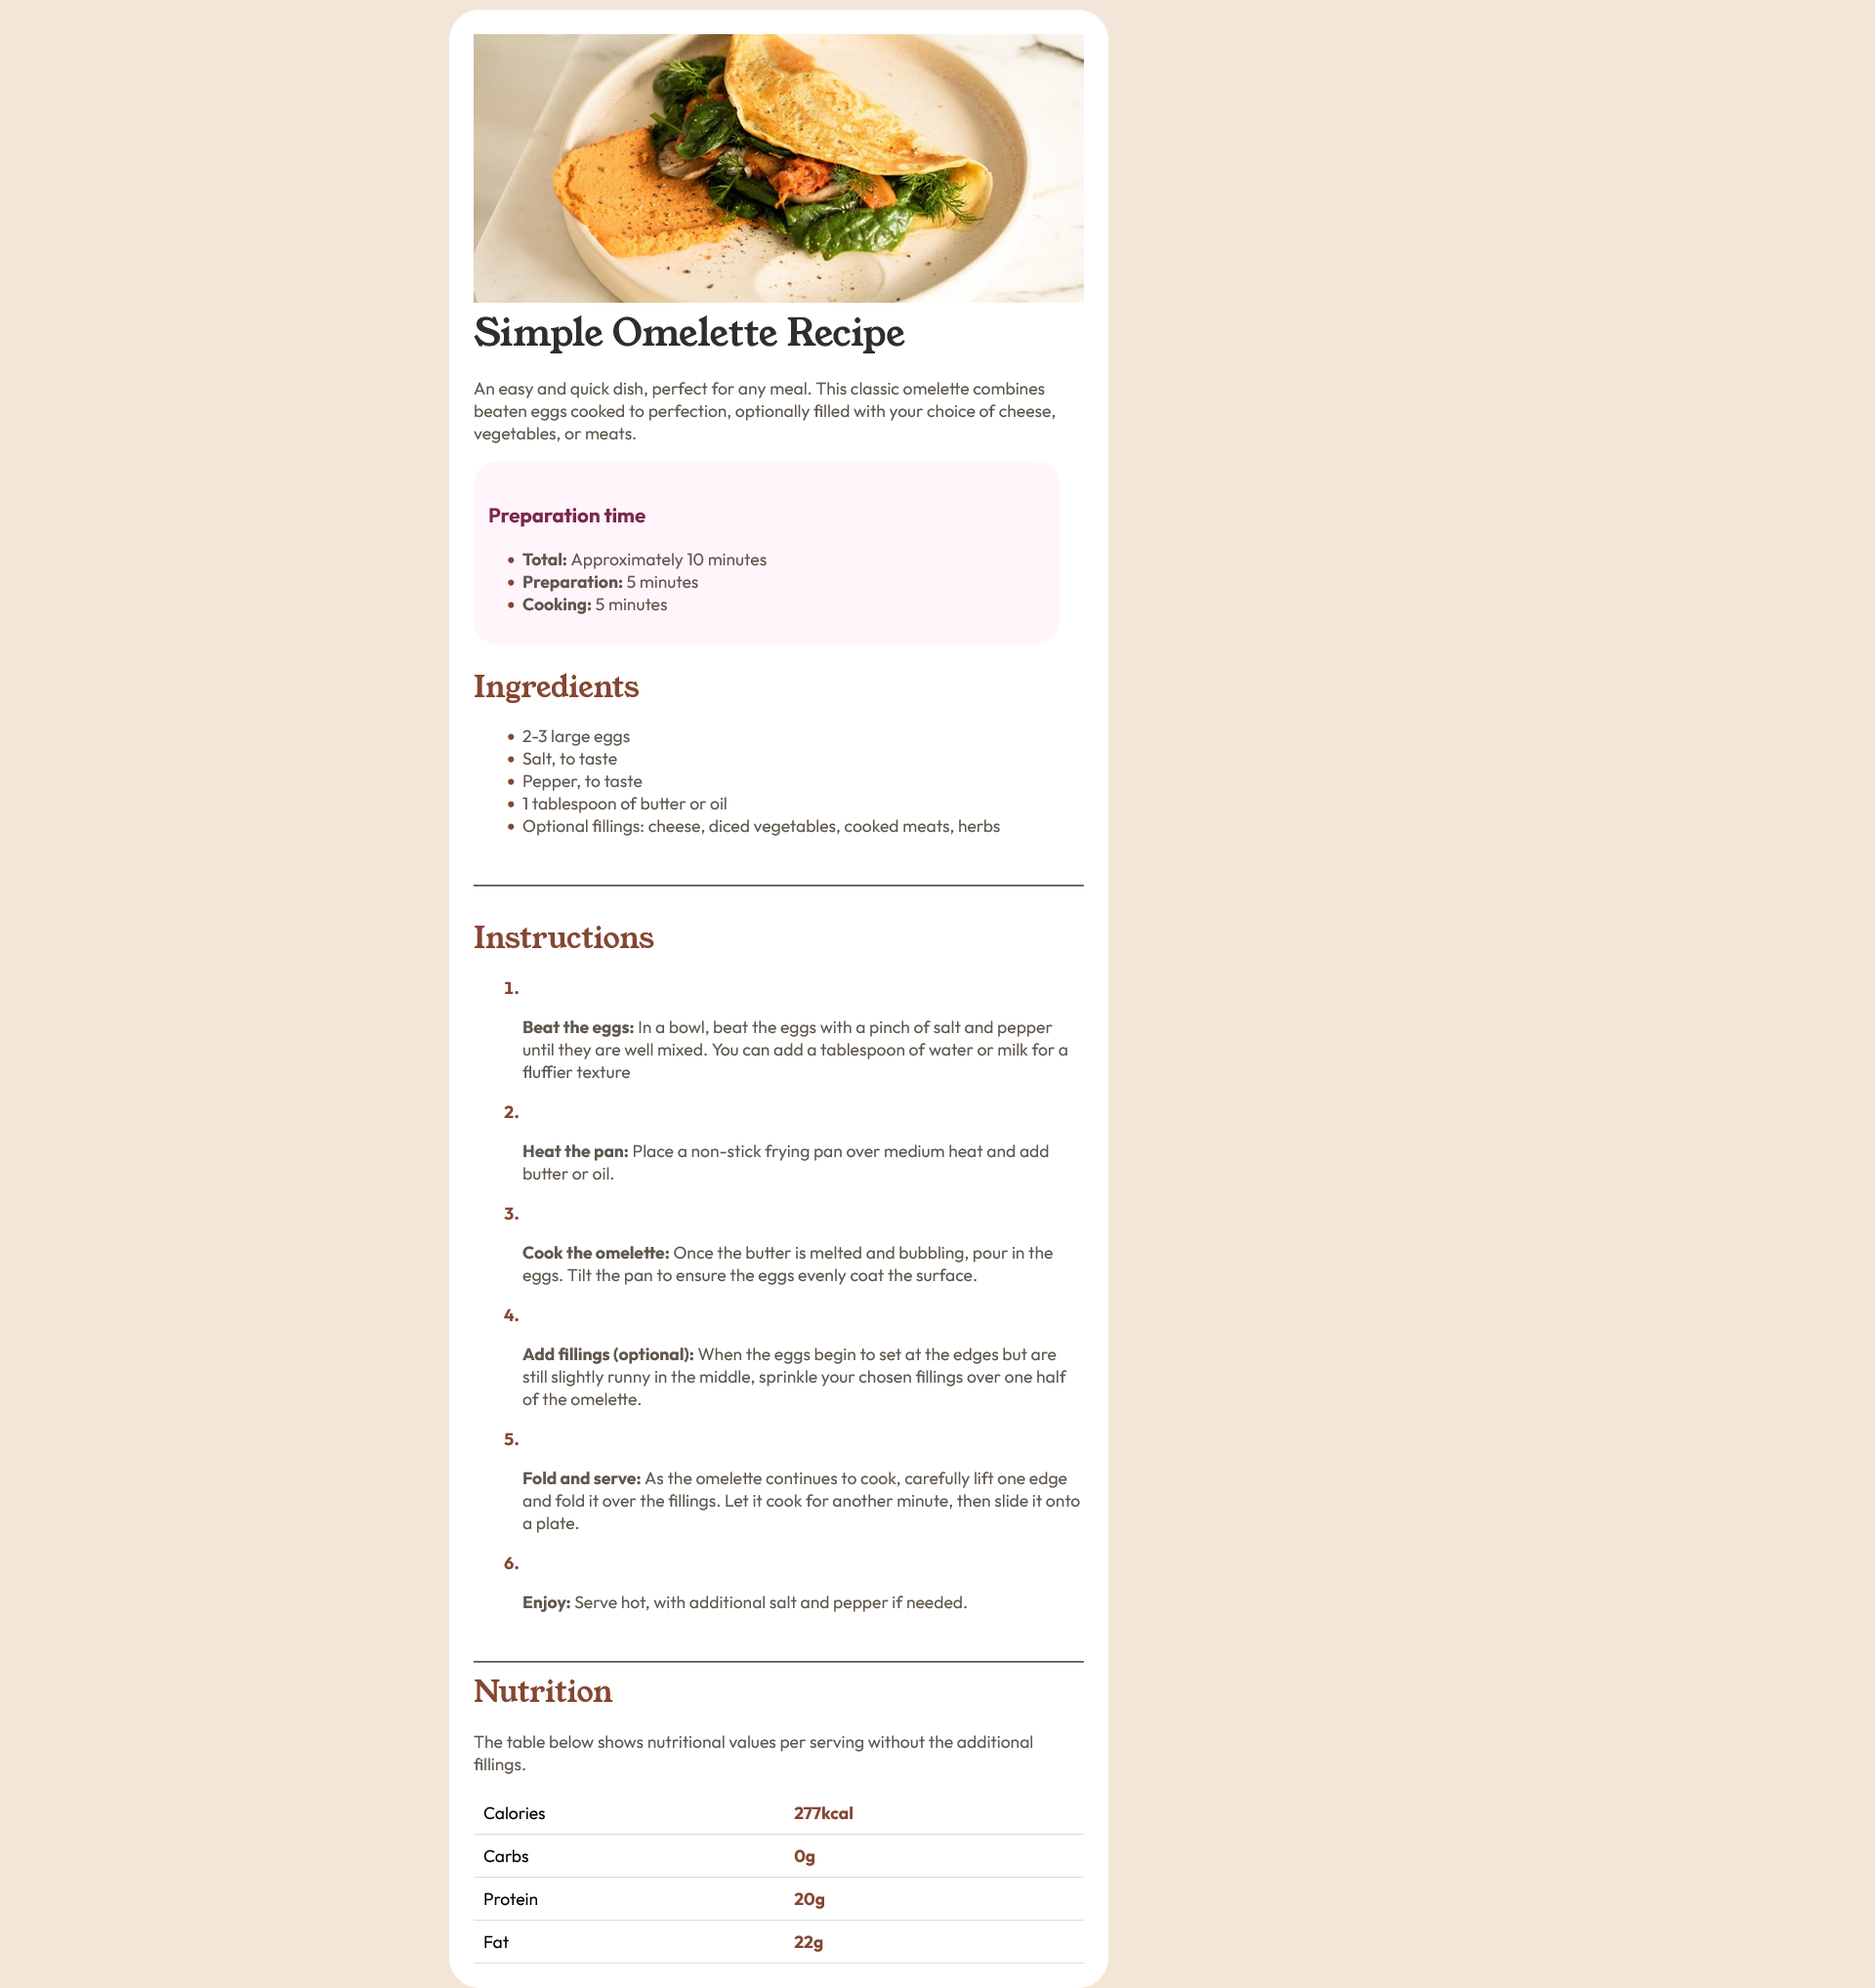 Simple Omelette Recipe
An easy and quick dish, perfect for any meal. This classic omelette combines
beaten eggs cooked to perfection, optionally filled with your choice of cheese,
vegetables, or meats.
Preparation time
• Total: Approximately 10 minutes
• Preparation: 5 minutes
• Cooking: 5 minutes
Ingredients
• 2-3 large eggs
• Salt, to taste
• Pepper, to taste
• 1 tablespoon of butter or oil
• Optional fillings: cheese, diced vegetables, cooked meats, herbs
Instructions
1.
Beat the eggs: In a bowl, beat the eggs with a pinch of salt and pepper
until they are well mixed. You can add a tablespoon of water or milk for a
fluffier texture
2.
Heat the pan: Place a non-stick frying pan over medium heat and add
butter or oil.
3.
Cook the omelette: Once the butter is melted and bubbling, pour in the
eggs. Tilt the pan to ensure the eggs evenly coat the surface.
4.
Add fillings (optional): When the eggs begin to set at the edges but are
still slightly runny in the middle, sprinkle your chosen fillings over one half
of the omelette.
5.
Fold and serve: As the omelette continues to cook, carefully lift one edge
and fold it over the fillings. Let it cook for another minute, then slide it onto
a plate.
6.
Enjoy: Serve hot, with additional salt and pepper if needed.
Nutrition
The table below shows nutritional values per serving without the additional
fillings.
Calories 277kcal
Carbs 0g
Protein 20g
Fat 22g